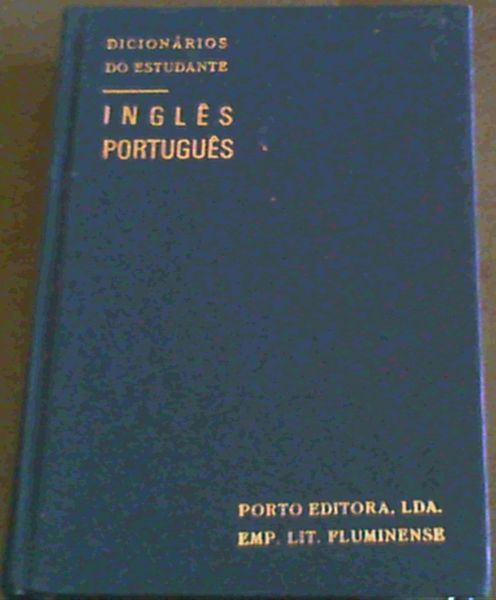 DICIONÁRIOS
DO ESTUDANTE
INGLÊS
PORTUGUÊS
PORTO EDITORA, LDA.
EMP. LIT. FLUMINENSE